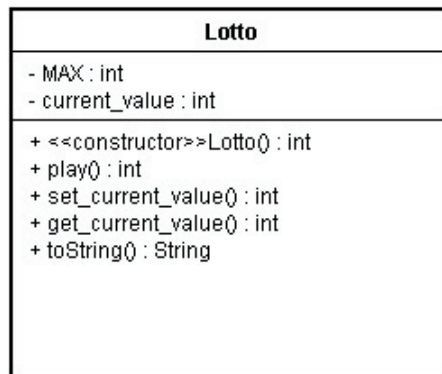 Lotto
- MAX : int
- current_value : int
+ <<constructor>>Lotto() : int
+ play() : int
+ set_current_value() : int
+ get_current_value() : int
+ toString() : String